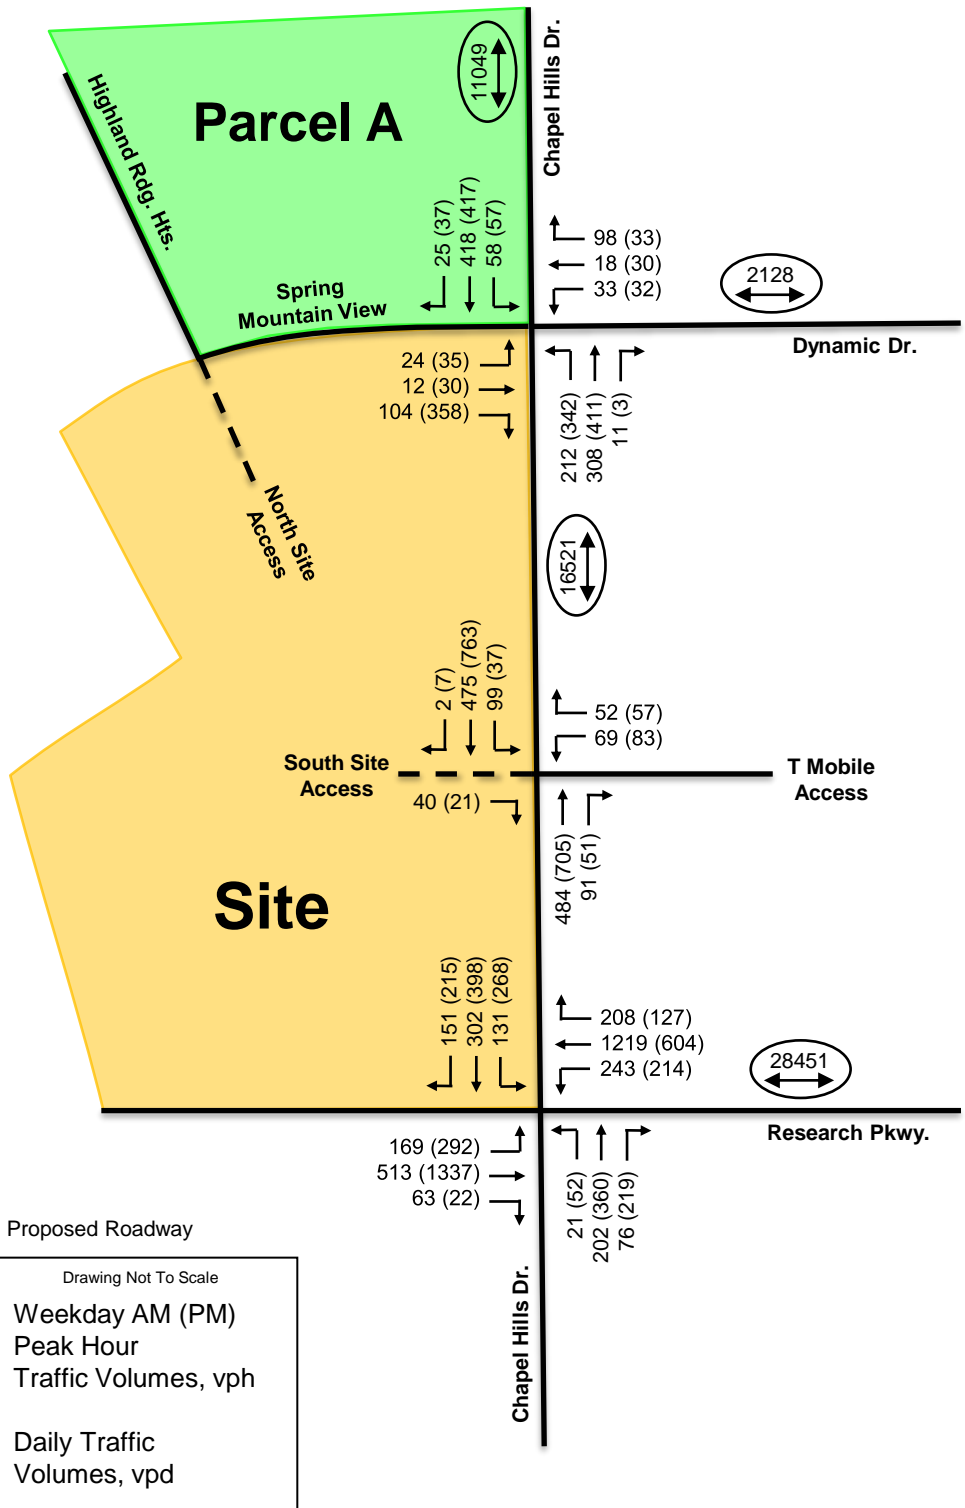 Chapel Hills Dr.
11049
Highland Rdg. Hts.
Parcel A
25 (37)
418 (417)
58 (57)
98 (33)
18 (30)
33 (32)
2128
Spring
Mountain View
Dynamic Dr.
24 (35)
12 (30)
104 (358)
212 (342)
308 (411)
11 (3)
North Site
Access
16521
2 (7)
475 (763)
99 (37)
52 (57)
69 (83)
South Site
Access
T Mobile
Access
40 (21)
484 (705)
91 (51)
Site
151 (215)
302 (398)
131 (268)
208 (127)
1219 (604)
243 (214)
28451
Research Pkwy.
169 (292)
513 (1337)
63 (22)
21 (52)
202 (360)
76 (219)
Proposed Roadway
Chapel Hills Dr.
Drawing Not To Scale
Weekday AM (PM)
Peak Hour
Traffic Volumes, vph
Daily Traffic
Volumes, vpd